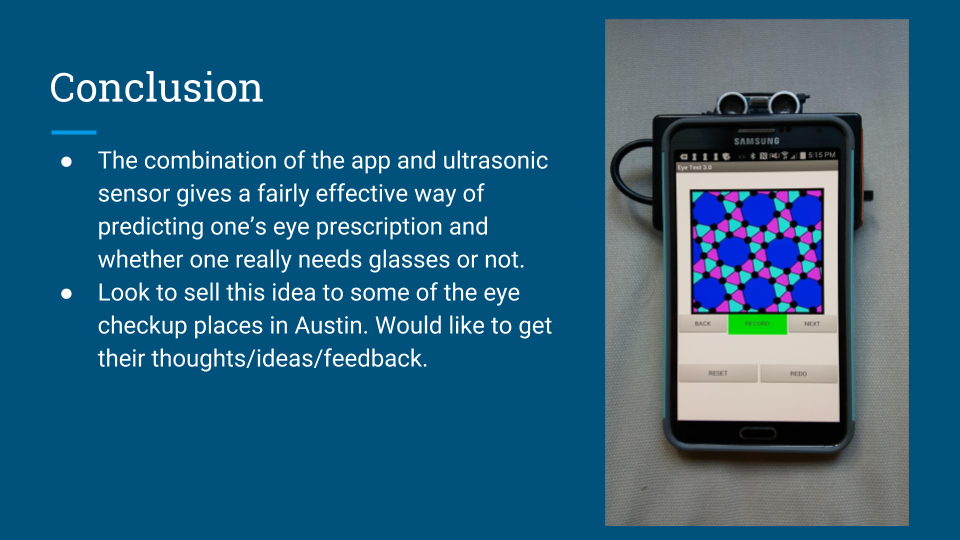 Conclusion
● The combination of the app and ultrasonic
sensor gives a fairly effective way of
predicting one’s eye prescription and
whether one really needs glasses or not.
● Look to sell this idea to some of the eye
checkup places in Austin. Would like to get
their thoughts/ideas/feedback.
SAMSUNG
5:15 PM
Eye Test 3.0
BACK RECORD NEXT
RESET REDO